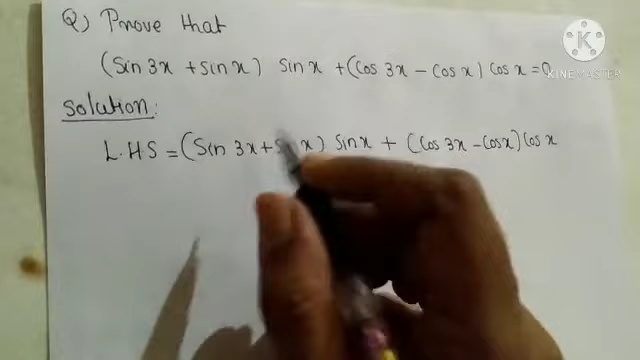 Q) Prove that
(Sin 3x + sin x) sin x + (Cos 3x - Cos x) Cos x = 0
Solution:
L.H.S = (Sin 3x + x) Sin x + (Cos 3x - Cos x) Cos x
KINEMASTER